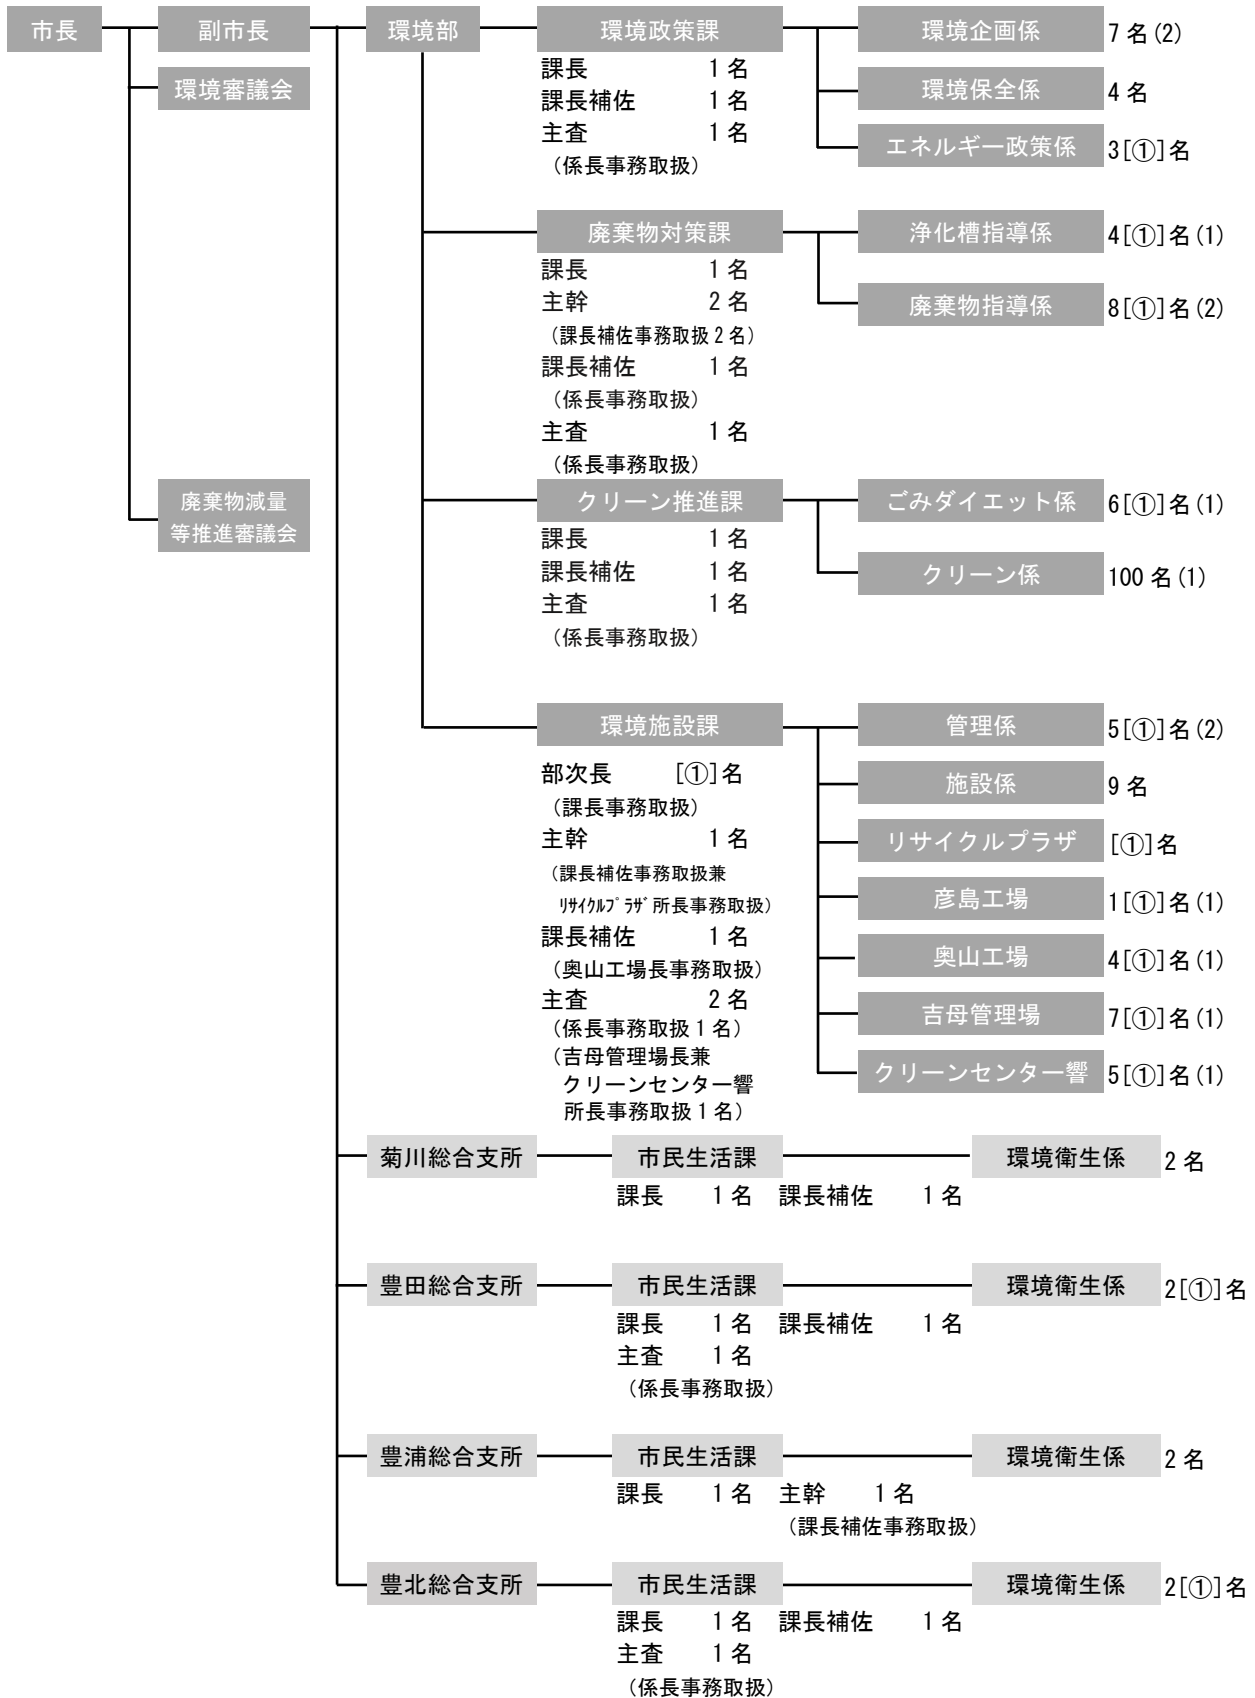 市長
副市長
環境部
環境政策課
環境企画係
7名(2)
環境審議会
課長 1名
課長補佐 1名
主査 1名
(係長事務取扱)
環境保全係
4名
エネルギー政策係
3[①]名
廃棄物対策課
浄化槽指導係
4[①]名(1)
課長 1名
主幹 2名
(課長補佐事務取扱2名)
課長補佐 1名
(係長事務取扱)
主査 1名
(係長事務取扱)
廃棄物指導係
8[①]名(2)
廃棄物減量
等推進審議会
クリーン推進課
ごみダイエット係
6[①]名(1)
課長 1名
課長補佐 1名
主査 1名
(係長事務取扱)
クリーン係
100名(1)
環境施設課
管理係
5[①]名(2)
部次長 [①]名
(課長事務取扱)
主幹 1名
(課長補佐事務取扱兼
ﾘｻｲｸﾙﾌﾟﾗｻﾞ所長事務取扱)
課長補佐 1名
(奥山工場長事務取扱)
主査 2名
(係長事務取扱1名)
(吉母管理場長兼
クリーンセンター響
所長事務取扱1名)
施設係
9名
リサイクルプラザ
[①]名
彦島工場
1[①]名(1)
奥山工場
4[①]名(1)
吉母管理場
7[①]名(1)
クリーンセンター響
5[①]名(1)
菊川総合支所
市民生活課
環境衛生係
2名
課長 1名 課長補佐 1名
豊田総合支所
市民生活課
環境衛生係
2[①]名
課長 1名 課長補佐 1名
主査 1名
(係長事務取扱)
豊浦総合支所
市民生活課
環境衛生係
2名
課長 1名 主幹 1名
(課長補佐事務取扱)
豊北総合支所
市民生活課
環境衛生係
2[①]名
課長 1名 課長補佐 1名
主査 1名
(係長事務取扱)